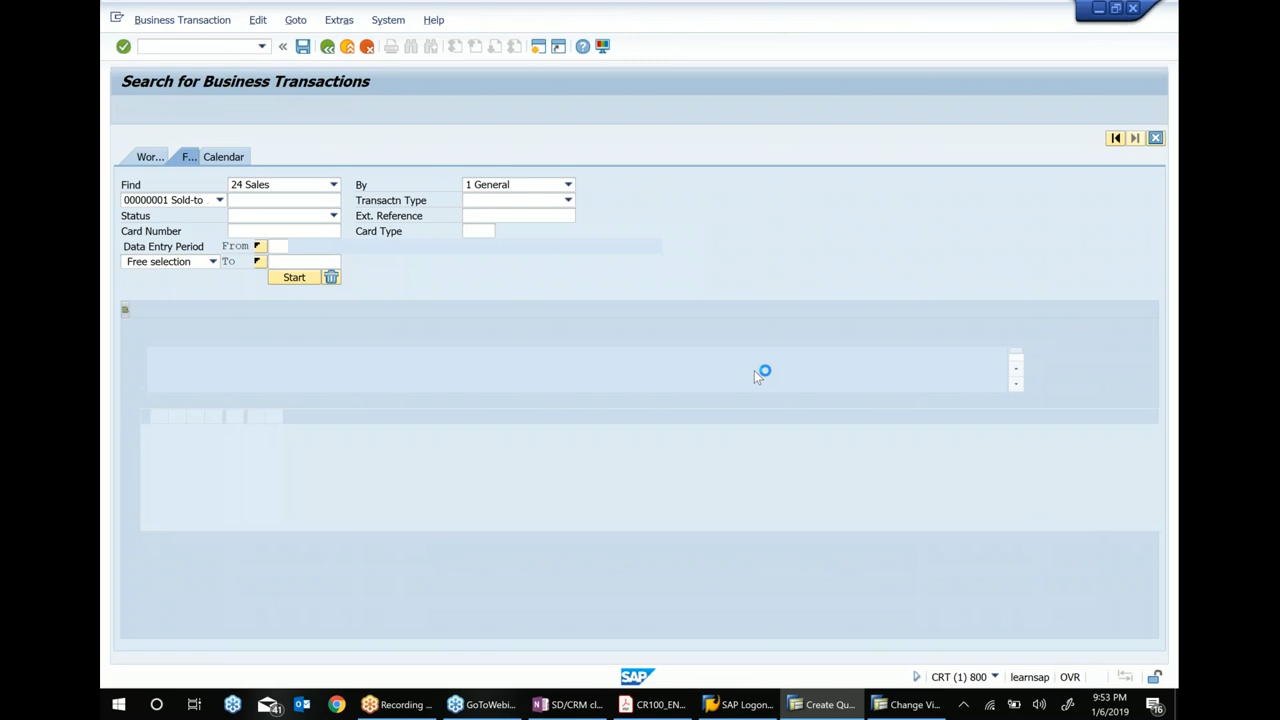 Business Transaction Edit Goto Extras System Help
Search for Business Transactions
Wor... F... Calendar
Find 24 Sales By 1 General
00000001 Sold-to Transactn Type
Status Ext. Reference
Card Number Card Type
Data Entry Period From
Free selection To
Start
SAP CRT (1) 800 learnsap OVR
41 Recording ... GoToWebi... SD/CRM cl... CR100_EN... SAP Logon... Create Qu... Change Vi... 9:53 PM
1/6/2019 16